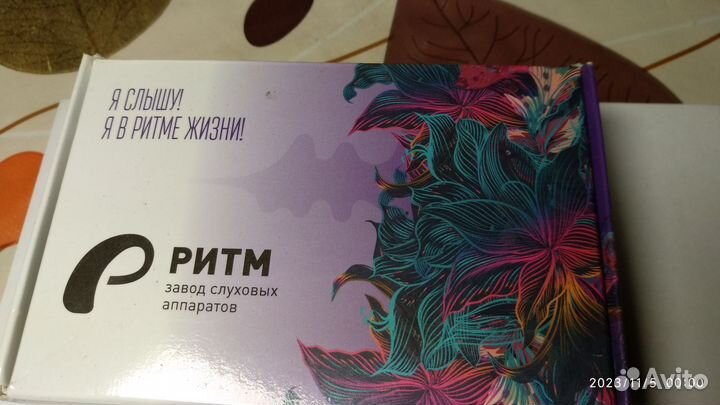 Я СЛЫШУ!
Я В РИТМЕ ЖИЗНИ!
РИТМ
завод слуховых
аппаратов
2023/11/5, 00:00
Avito